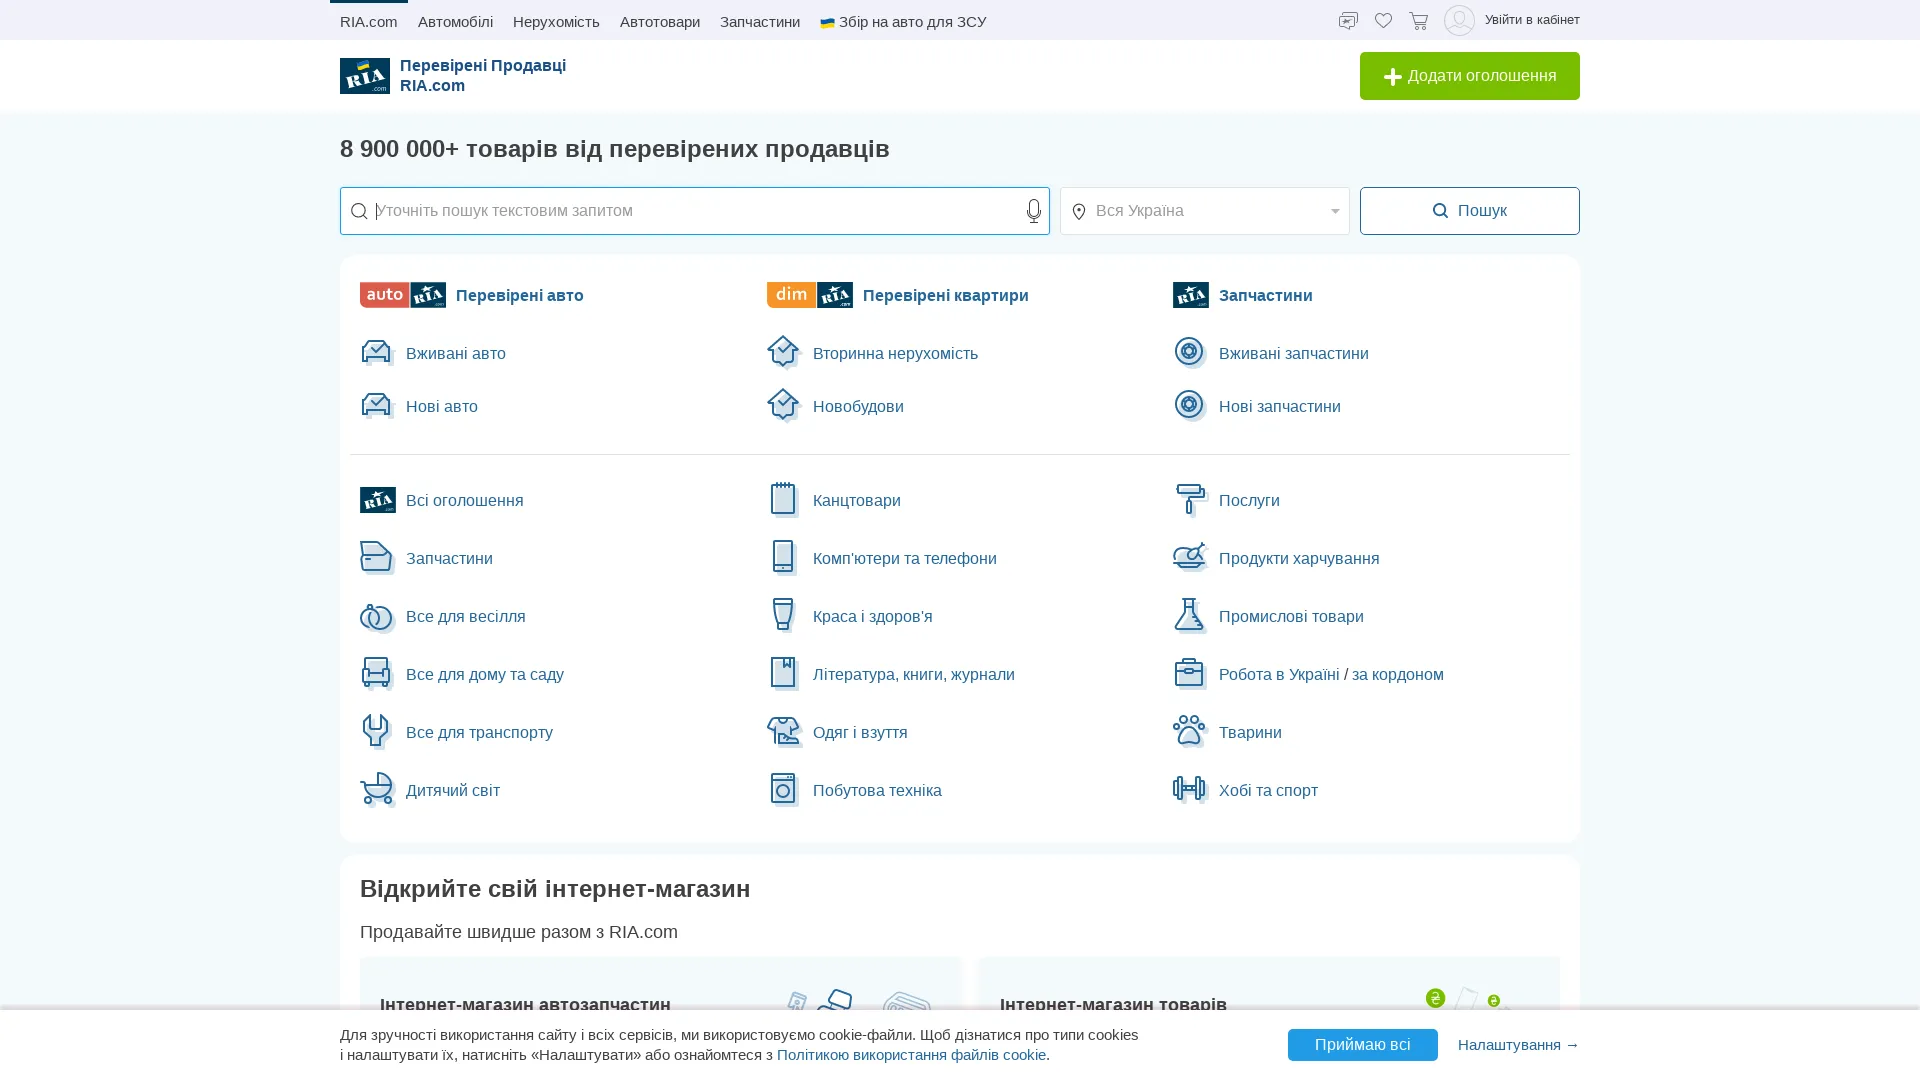 RIA.com
Автомобілі
Нерухомість
Автотовари
Запчастини
Збір на авто для ЗСУ
Увійти в кабінет
RIA .com
Перевірені Продавці
RIA.com
Додати оголошення
8 900 000+ товарів від перевірених продавців
Уточніть пошук текстовим запитом
Вся Україна
Пошук
auto RIA .com
Перевірені авто
dim RIA .com
Перевірені квартири
RIA .com
Запчастини
Вживані авто
Вторинна нерухомість
Вживані запчастини
Нові авто
Новобудови
Нові запчастини
RIA .com
Всі оголошення
Канцтовари
Послуги
Запчастини
Комп'ютери та телефони
Продукти харчування
Все для весілля
Краса і здоров'я
Промислові товари
Все для дому та саду
Література, книги, журнали
Робота в Україні / за кордоном
Все для транспорту
Одяг і взуття
Тварини
Дитячий світ
Побутова техніка
Хобі та спорт
Відкрийте свій інтернет-магазин
Продавайте швидше разом з RIA.com
Інтернет-магазин автозапчастин
Інтернет-магазин товарів
₴ ₴
Для зручності використання сайту і всіх сервісів, ми використовуємо cookie-файли. Щоб дізнатися про типи cookies
і налаштувати їх, натисніть «Налаштувати» або ознайомтеся з Політикою використання файлів cookie.
Приймаю всі
Налаштування →